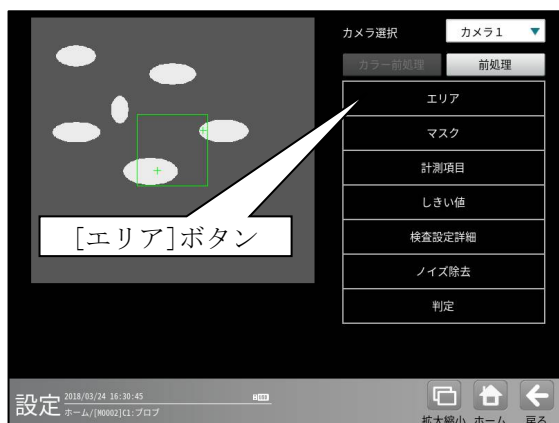 カメラ選択 カメラ1
カラー前処理 前処理
エリア
マスク
計測項目
しきい値
検査設定詳細
ノイズ除去
判定
[エリア]ボタン
設定 2018/03/24 16:30:45
ホーム/[M0002]C1:ブロブ
拡大縮小 ホーム 戻る